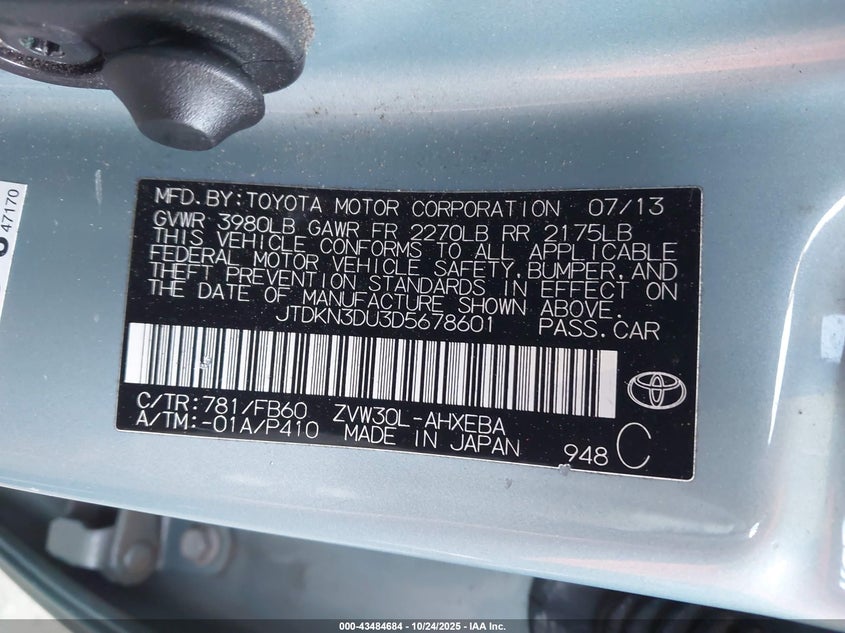 47170
MFD. BY: TOYOTA MOTOR CORPORATION 07/13
GVWR 3980LB GAWR FR 2270LB RR 2175LB
THIS VEHICLE CONFORMS TO ALL APPLICABLE
FEDERAL MOTOR VEHICLE SAFETY, BUMPER, AND
THEFT PREVENTION STANDARDS IN EFFECT ON
THE DATE OF MANUFACTURE SHOWN ABOVE.
JTDKN3DU3D5678601 PASS. CAR
C/TR: 781/FB60 ZVW30L-AHXEBA
A/TM: -01A/P410 MADE IN JAPAN
948 C
000-43484684 - 10/24/2025 - IAA Inc.